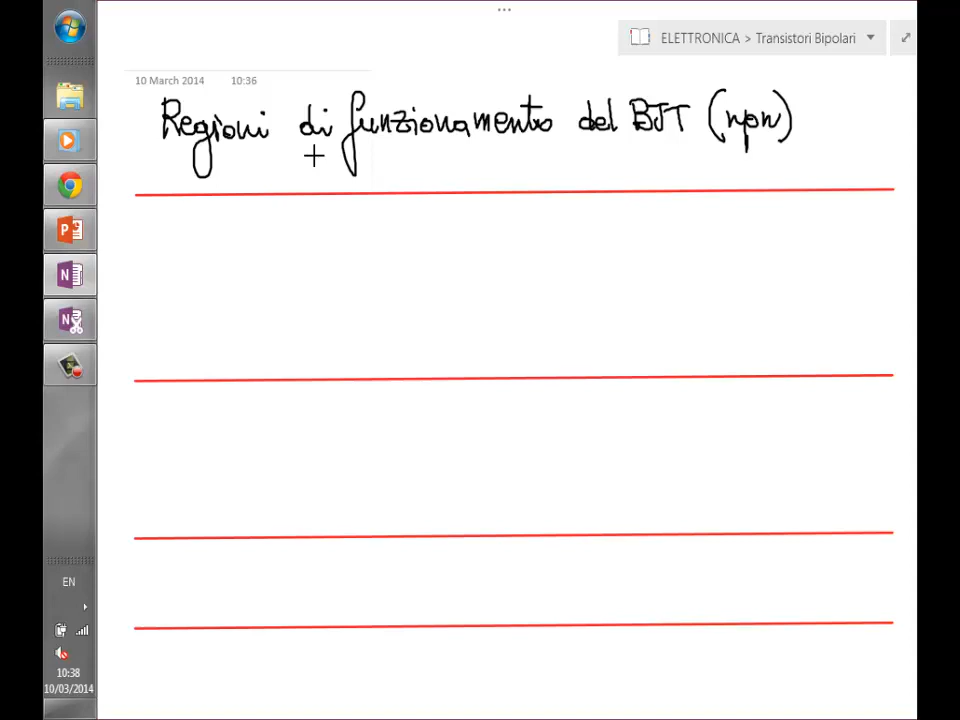 ELETTRONICA > Transistori Bipolari
10 March 2014 10:36
Regioni di funzionamento del BJT (npn)
EN
10:38
10/03/2014